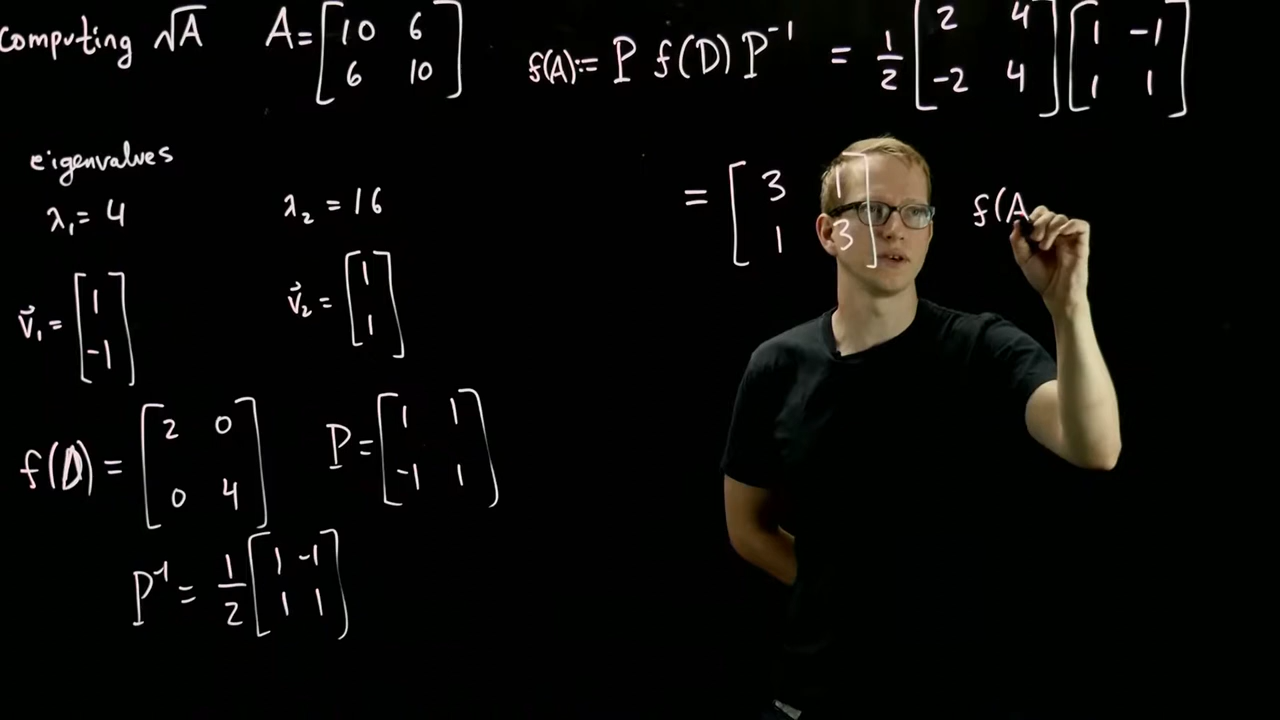 computing √A A = [10 6; 6 10]
f(A) := P f(D) P⁻¹ = 1/2 [2 4; -2 4] [1 -1; 1 1]
eigenvalues
λ₁ = 4 λ₂ = 16
v⃗₁ = [1; -1] v⃗₂ = [1; 1]
f(D) = [2 0; 0 4] P = [1 1; -1 1]
P⁻¹ = 1/2 [1 -1; 1 1]
= [3 1; 1 3] f(A